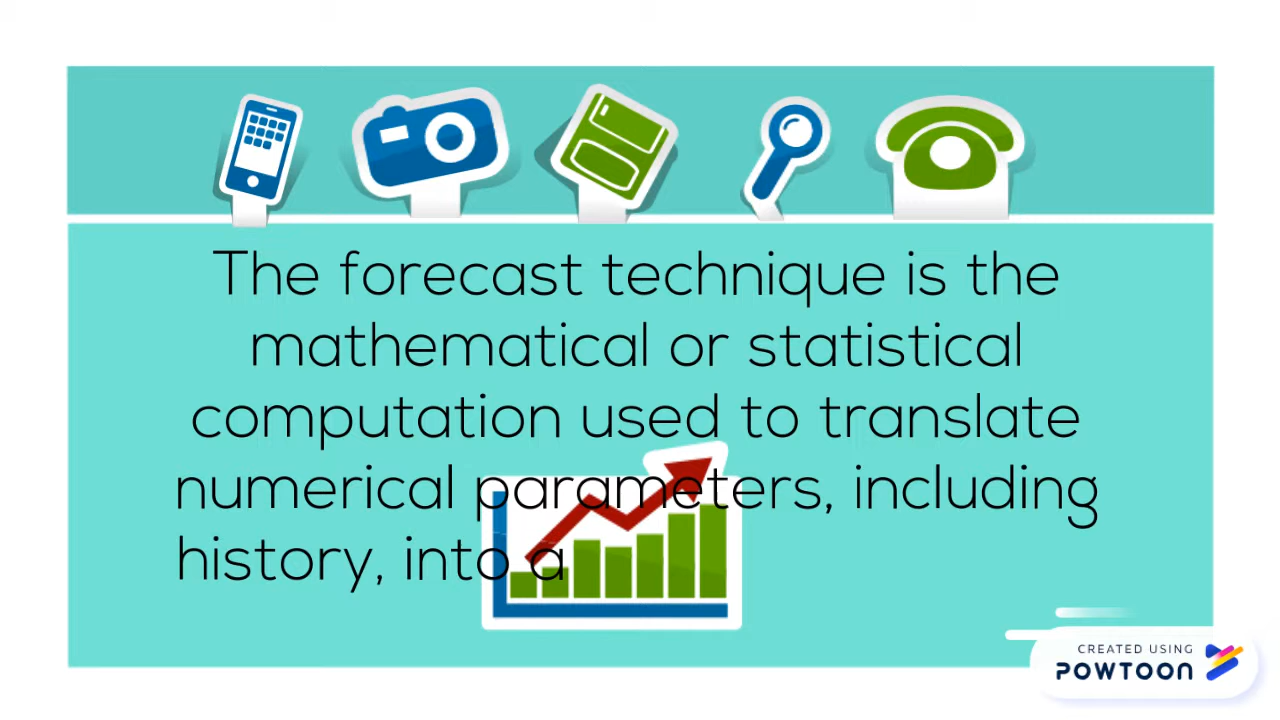 The forecast technique is the
mathematical or statistical
computation used to translate
numerical parameters, including
history, into a
CREATED USING
POWTOON